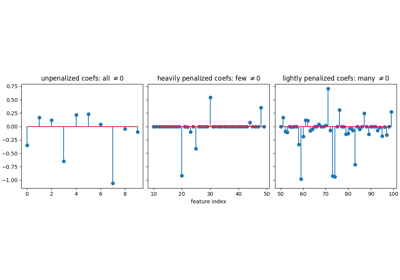 unpenalized coefs: all ≠0
heavily penalized coefs: few ≠0
lightly penalized coefs: many ≠0
0.75
0.50
0.25
0.00
−0.25
−0.50
−0.75
−1.00
0 2 4 6 8
10 20 30 40 50
50 60 70 80 90 100
feature index